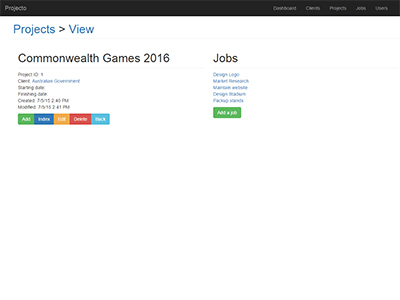 Projecto
Dashboard Clients Projects Jobs Users
Projects > View
Commonwealth Games 2016
Project ID: 1
Client: Australian Government
Starting date:
Finishing date:
Created: 7/5/15 2:40 PM
Modified: 7/5/15 2:41 PM
Add Index Edit Delete Back
Jobs
Design Logo
Market Research
Maintain website
Design Stadium
Packup stands
Add a job